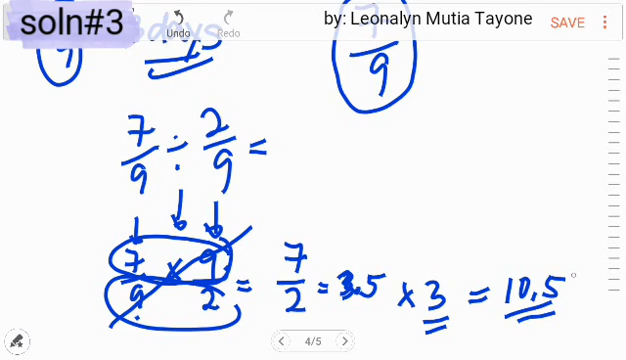 soln#3
days
Undo
Redo
by: Leonalyn Mutia Tayone
SAVE
7/9
7/9 ÷ 2/9 =
7/9 × 9/2 = 7/2 = 3.5 × 3 = 10.5
4/5